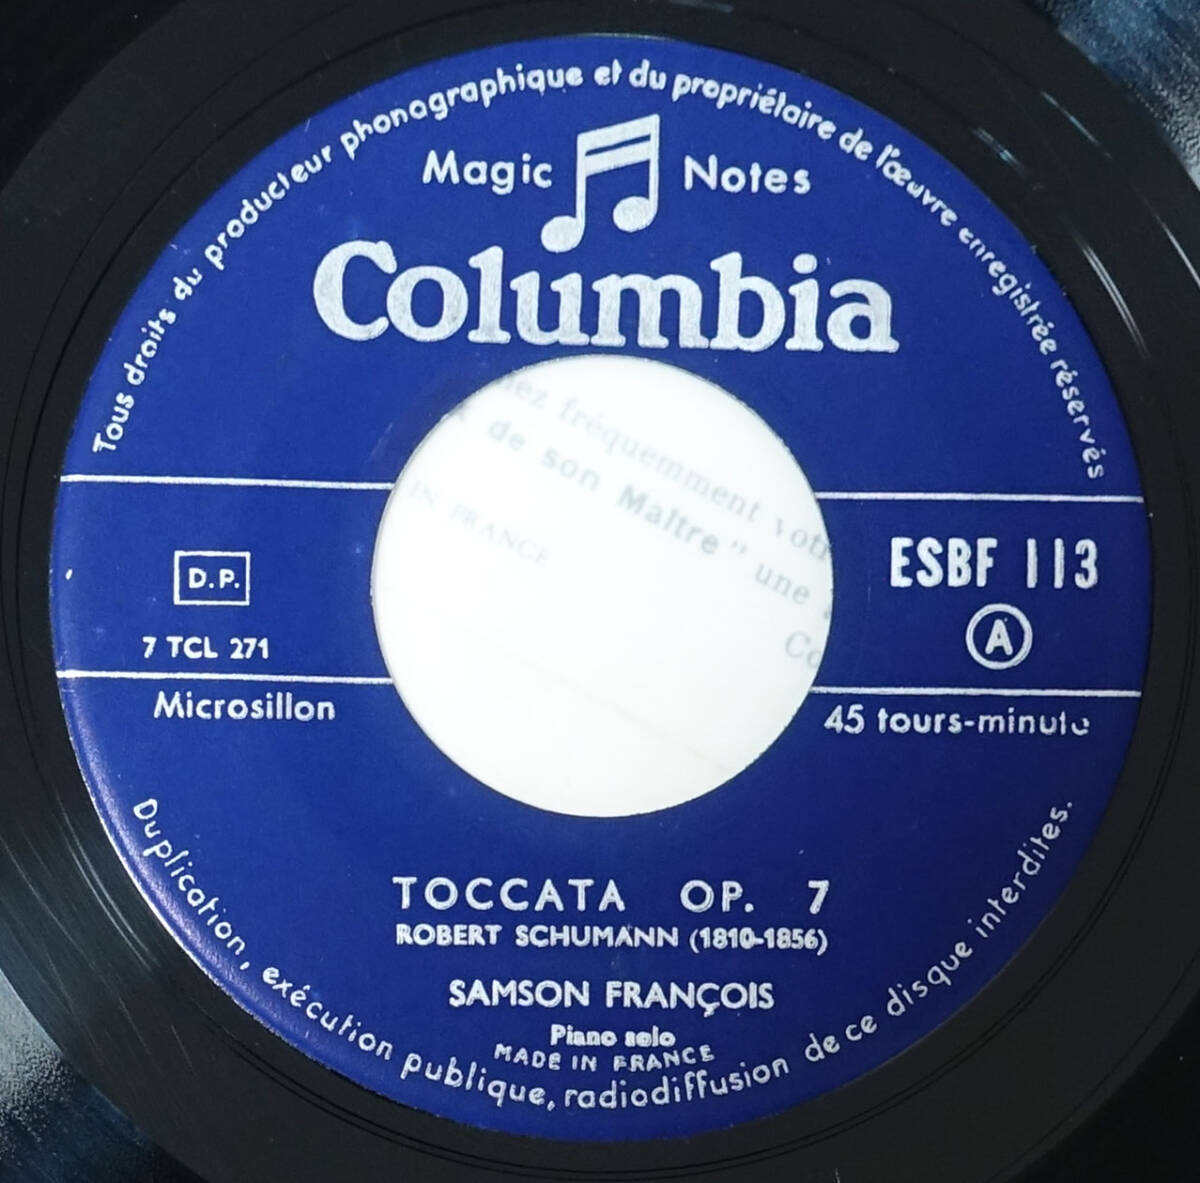 Tous droits du producteur phonographique et du propriétaire de l'œuvre enregistrée réservés
Magic Notes
Columbia
fréquemment
de son Maître" une
IN FRANCE
D.P.
7 TCL 271
ESBF 113
A
Microsillon
45 tours-minute
TOCCATA OP. 7
ROBERT SCHUMANN (1810-1856)
SAMSON FRANÇOIS
Piano solo
MADE IN FRANCE
Duplication, exécution publique, radiodiffusion de ce disque interdites.